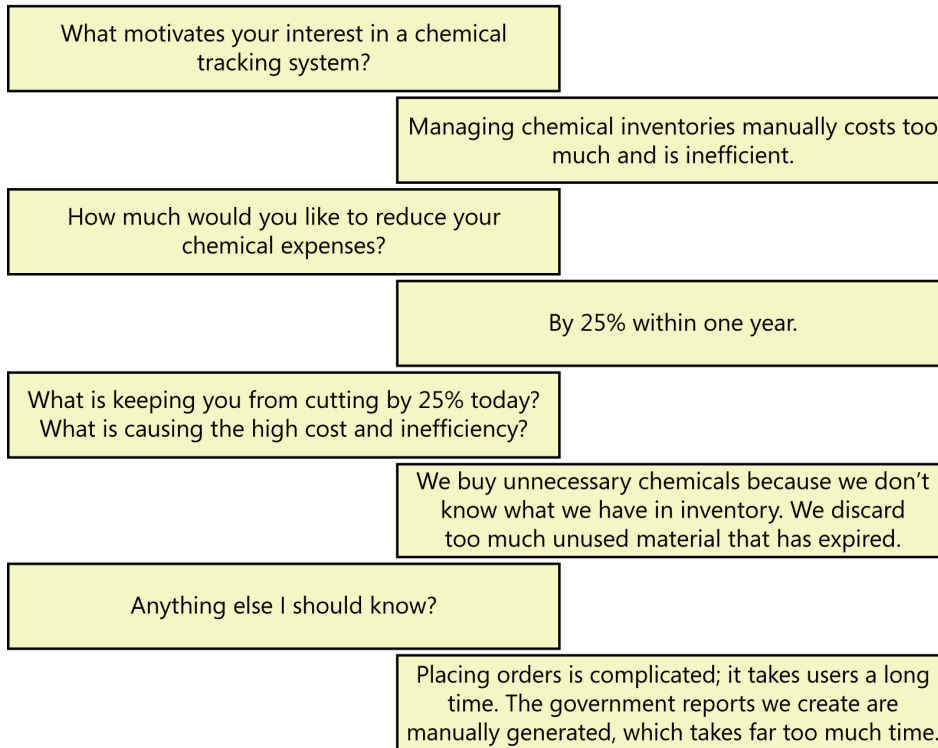 What motivates your interest in a chemical
tracking system?
Managing chemical inventories manually costs too
much and is inefficient.
How much would you like to reduce your
chemical expenses?
By 25% within one year.
What is keeping you from cutting by 25% today?
What is causing the high cost and inefficiency?
We buy unnecessary chemicals because we don’t
know what we have in inventory. We discard
too much unused material that has expired.
Anything else I should know?
Placing orders is complicated; it takes users a long
time. The government reports we create are
manually generated, which takes far too much time.